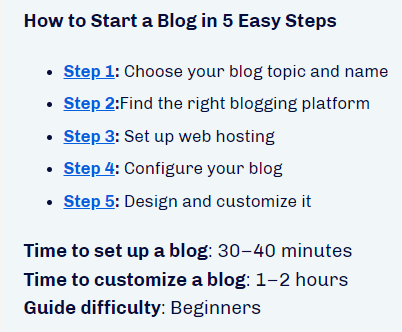 How to Start a Blog in 5 Easy Steps
• Step 1: Choose your blog topic and name
• Step 2:Find the right blogging platform
• Step 3: Set up web hosting
• Step 4: Configure your blog
• Step 5: Design and customize it
Time to set up a blog: 30–40 minutes
Time to customize a blog: 1–2 hours
Guide difficulty: Beginners